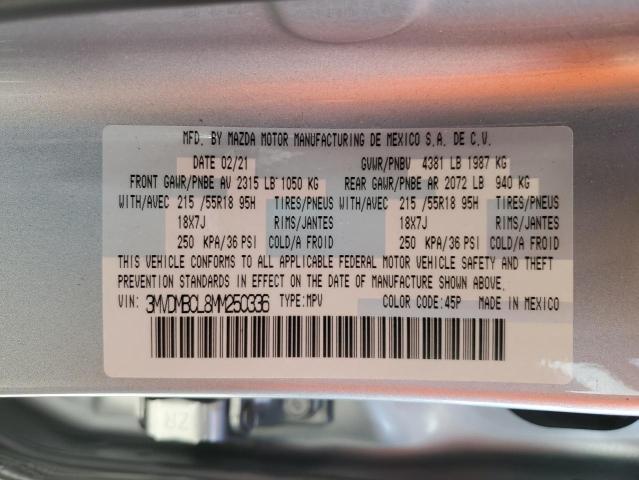 MFD. BY MAZDA MOTOR MANUFACTURING DE MEXICO S.A. DE C.V.
DATE 02/21 GVWR/PNBV 4381 LB 1987 KG
FRONT GAWR/PNBE AV 2315 LB 1050 KG REAR GAWR/PNBE AR 2072 LB 940 KG
WITH/AVEC 215 /55R18 95H TIRES/PNEUS WITH/AVEC 215 /55R18 95H TIRES/PNEUS
18X7J RIMS/JANTES 18X7J RIMS/JANTES
250 KPA/36 PSI COLD/A FROID 250 KPA/36 PSI COLD/A FROID
THIS VEHICLE CONFORMS TO ALL APPLICABLE FEDERAL MOTOR VEHICLE SAFETY AND THEFT
PREVENTION STANDARDS IN EFFECT ON THE DATE OF MANUFACTURE SHOWN ABOVE.
VIN: 3MVDMBCL8MM250336 TYPE:MPV COLOR CODE:45P MADE IN MEXICO
ZR